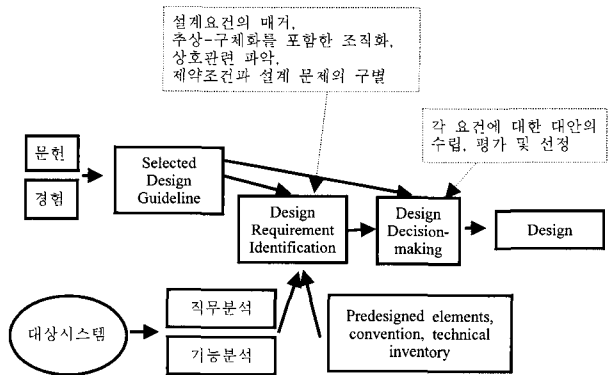 설계요건의 매거,
추상-구체화를 포함한 조직화,
상호관련 파악,
제약조건과 설계 문제의 구별
각 요건에 대한 대안의
수립, 평가 및 선정
문헌
경험
Selected
Design
Guideline
Design
Requirement
Identification
Design
Decision-
making
Design
대상시스템
직무분석
기능분석
Predesigned elements,
convention, technical
inventory